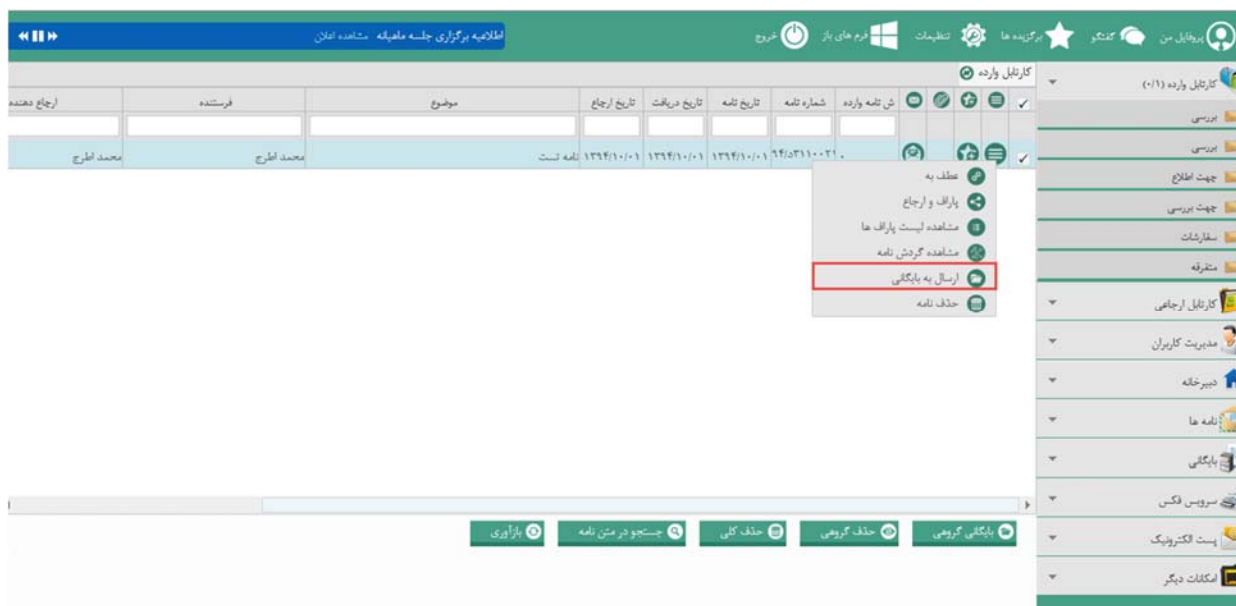 پروفایل من گفتگو برگزیده ها تنظیمات فرم های باز خروج
اطلاعیه برگزاری جلسه ماهیانه مشاهده اعلان
کارتابل وارده (۰/۱)
بررسی
بررسی
جهت اطلاع
جهت بررسی
سفارشات
متفرقه
کارتابل ارجاعی
مدیریت کاربران
دبیرخانه
نامه ها
بایگانی
سرویس فکس
پست الکترونیک
امکانات دیگر
کارتابل وارده
ش نامه وارده شماره نامه تاریخ نامه تاریخ دریافت تاریخ ارجاع موضوع فرستنده ارجاع دهنده
۰ ۹۴/۵۳۱۱۰۰۲۱ ۱۳۹۴/۱۰/۰۱ ۱۳۹۴/۱۰/۰۱ ۱۳۹۴/۱۰/۰۱ نامه تست محمد اطرج محمد اطرج
عطف به
پاراف و ارجاع
مشاهده لیست پاراف ها
مشاهده گردش نامه
ارسال به بایگانی
حذف نامه
بایگانی گروهی حذف گروهی حذف کلی جستجو در متن نامه بازآوری